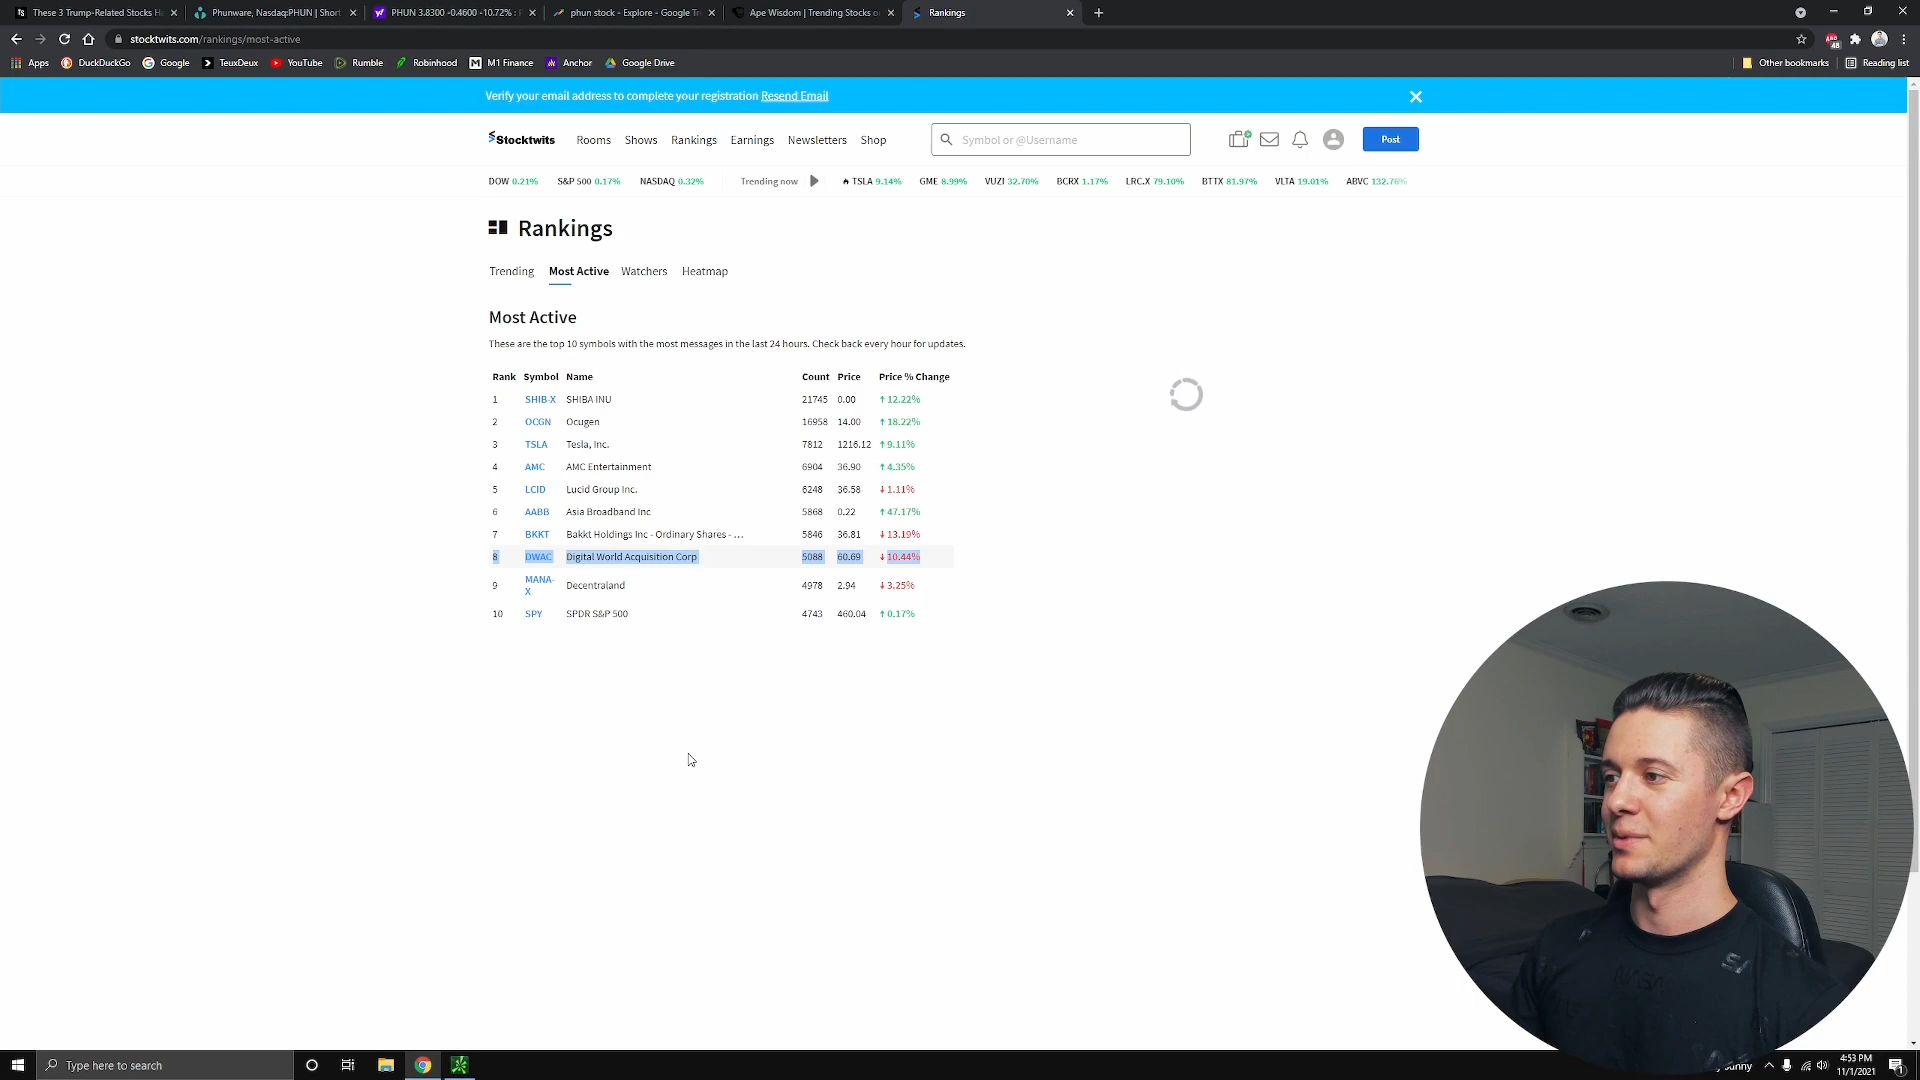 These 3 Trump-Related Stocks H
Phunware, Nasdaq:PHUN | Short
PHUN 3.8300 -0.4600 -10.72% :
phun stock - Explore - Google Tr
Ape Wisdom | Trending Stocks o
Rankings
stocktwits.com/rankings/most-active
Apps
DuckDuckGo
Google
TeuxDeux
YouTube
Rumble
Robinhood
M1 Finance
Anchor
Google Drive
Other bookmarks
Reading list
Verify your email address to complete your registration Resend Email
Stocktwits
Rooms
Shows
Rankings
Earnings
Newsletters
Shop
Symbol or @Username
Post
DOW 0.21%
S&P 500 0.17%
NASDAQ 0.32%
Trending now
TSLA 9.14%
GME 8.99%
VUZI 32.70%
BCRX 1.17%
LRC.X 79.10%
BTTX 81.97%
VLTA 19.01%
ABVC 132.76%
Rankings
Trending
Most Active
Watchers
Heatmap
Most Active
These are the top 10 symbols with the most messages in the last 24 hours. Check back every hour for updates.
Rank Symbol Name Count Price Price % Change
1 SHIB-X SHIBA INU 21745 0.00 ↑ 12.22%
2 OCGN Ocugen 16958 14.00 ↑ 18.22%
3 TSLA Tesla, Inc. 7812 1216.12 ↑ 9.11%
4 AMC AMC Entertainment 6904 36.90 ↑ 4.35%
5 LCID Lucid Group Inc. 6248 36.58 ↓ 1.11%
6 AABB Asia Broadband Inc 5868 0.22 ↑ 47.17%
7 BKKT Bakkt Holdings Inc - Ordinary Shares - ... 5846 36.81 ↓ 13.19%
8 DWAC Digital World Acquisition Corp 5088 60.69 ↓ 10.44%
9 MANA-X Decentraland 4978 2.94 ↓ 3.25%
10 SPY SPDR S&P 500 4743 460.04 ↑ 0.17%
Type here to search
sunny
4:53 PM
11/1/2021